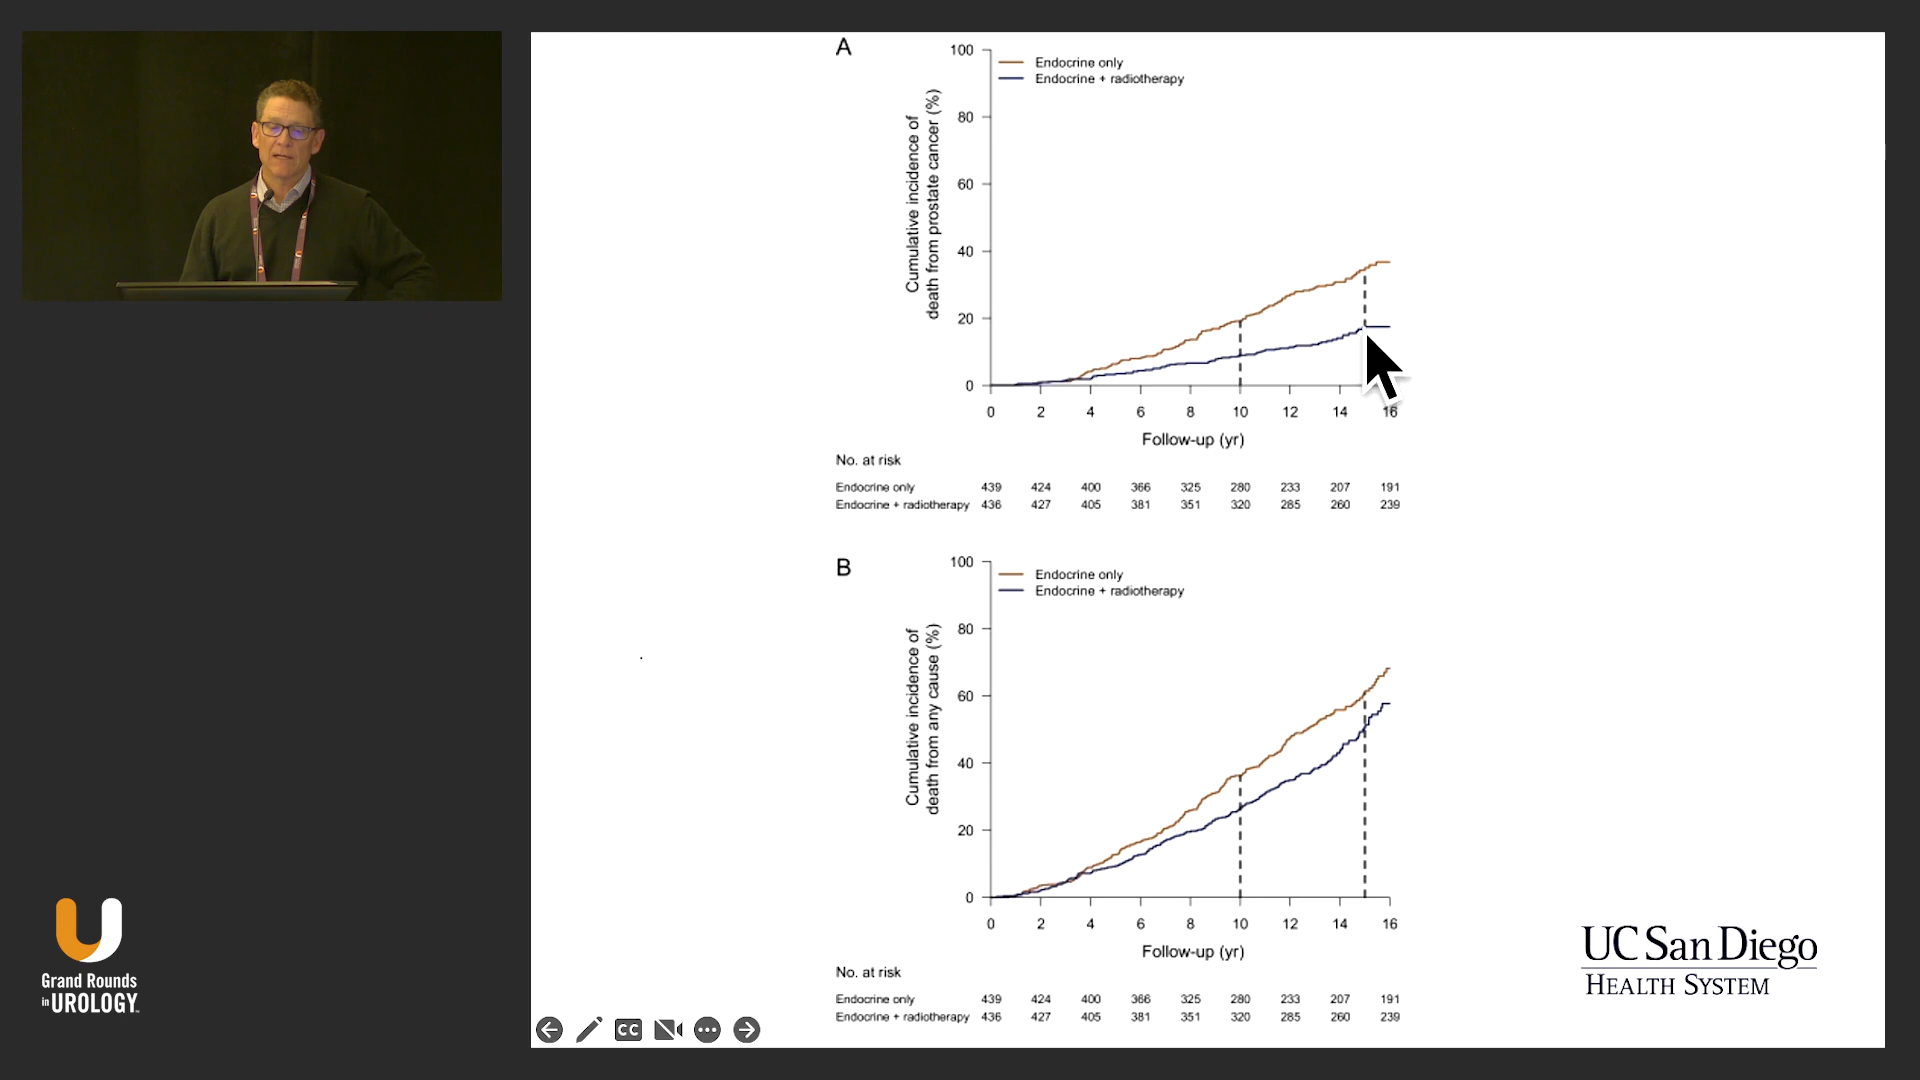 A
100
80
60
40
20
0
Cumulative incidence of
death from prostate cancer (%)
Endocrine only
Endocrine + radiotherapy
0 2 4 6 8 10 12 14 16
Follow-up (yr)
No. at risk
Endocrine only 439 424 400 366 325 280 233 207 191
Endocrine + radiotherapy 436 427 405 381 351 320 285 260 239
B
100
80
60
40
20
0
Cumulative incidence of
death from any cause (%)
Endocrine only
Endocrine + radiotherapy
0 2 4 6 8 10 12 14 16
Follow-up (yr)
No. at risk
Endocrine only 439 424 400 366 325 280 233 207 191
Endocrine + radiotherapy 436 427 405 381 351 320 285 260 239
CC
U
Grand Rounds
in UROLOGY
UC San Diego
HEALTH SYSTEM